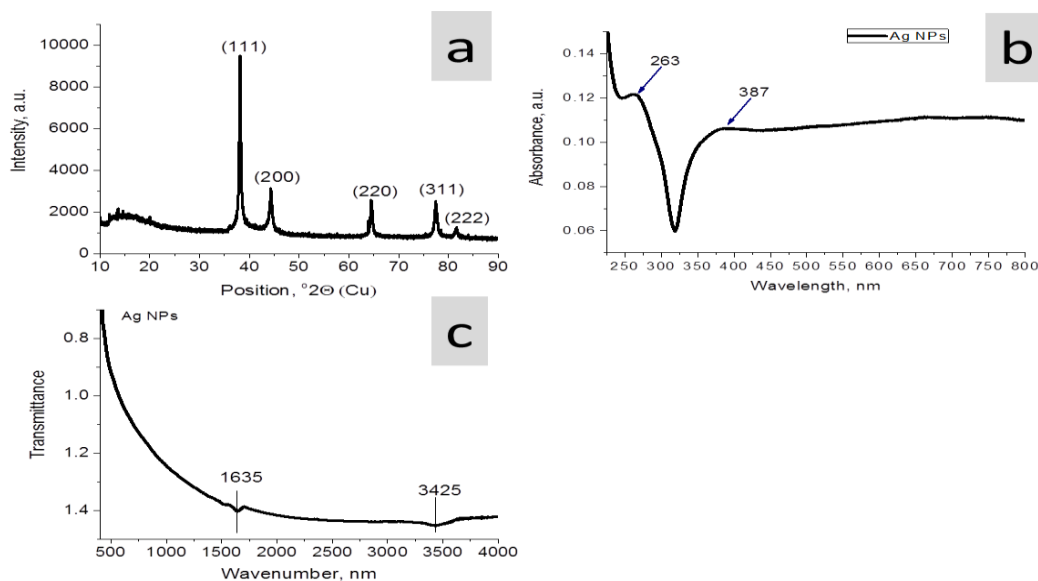 a
10000
8000
6000
4000
2000
0
Intensity, a.u.
(111)
(200)
(220)
(311)
(222)
10 20 30 40 50 60 70 80 90
Position, °2Θ (Cu)
b
Ag NPs
0.14
0.12
0.10
0.08
0.06
Absorbance, a.u.
263
387
250 300 350 400 450 500 550 600 650 700 750 800
Wavelength, nm
c
Ag NPs
0.8
1.0
1.2
1.4
Transmittance
1635
3425
500 1000 1500 2000 2500 3000 3500 4000
Wavenumber, nm